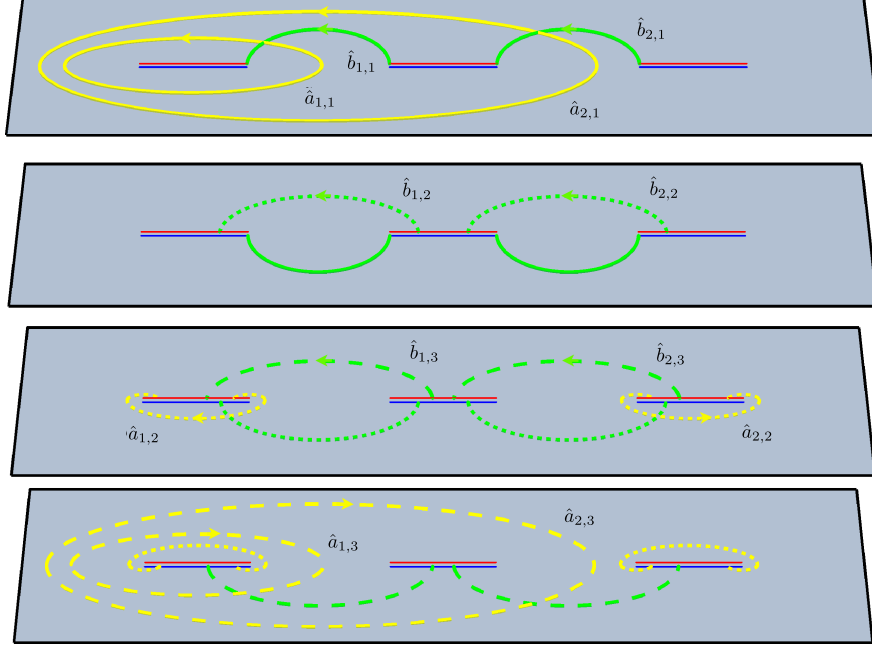 b̂₂,₁
b̂₁,₁
â₁,₁
â₂,₁
b̂₁,₂
b̂₂,₂
b̂₁,₃
b̂₂,₃
â₁,₂
â₂,₂
â₂,₃
â₁,₃